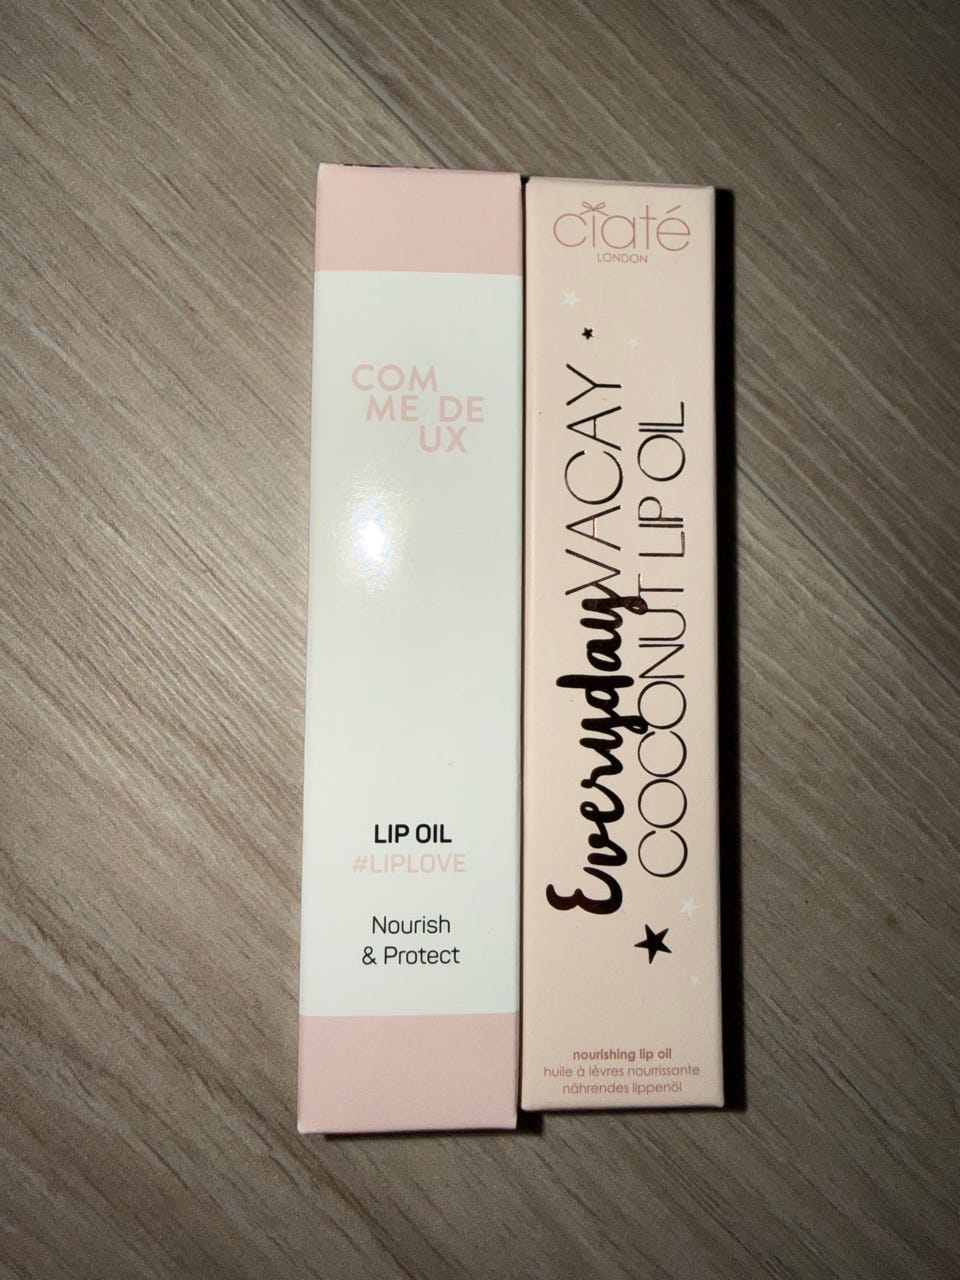 COM
ME DE
UX
LIP OIL
#LIPLOVE
Nourish
& Protect
ciaté
LONDON
Everyday VACAY
COCONUT LIP OIL
nourishing lip oil
huile à lèvres nourrissante
nährendes lippenöl